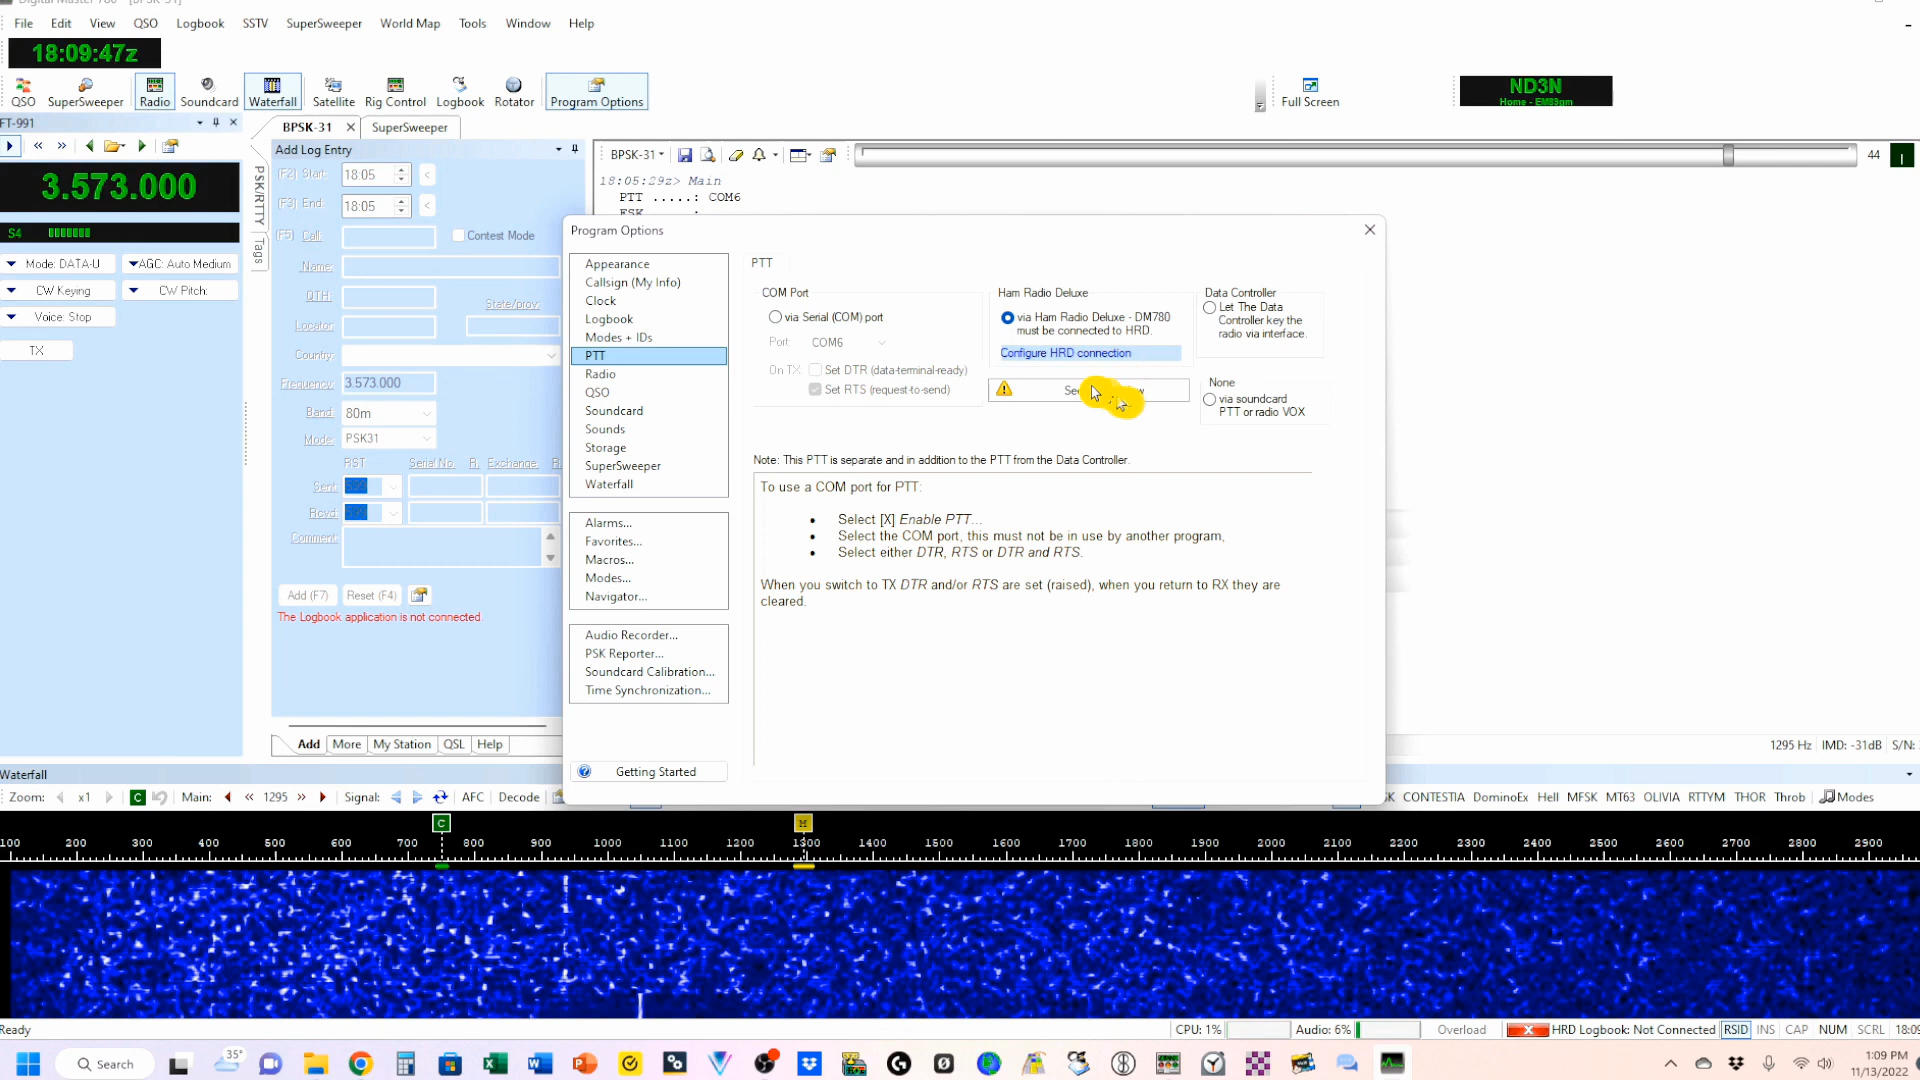 Digital Master 780 - [BPSK-31]
File Edit View QSO Logbook SSTV SuperSweeper World Map Tools Window Help
18:09:47z
QSO SuperSweeper Radio Soundcard Waterfall Satellite Rig Control Logbook Rotator Program Options Full Screen
ND3N
Home - EM89gm
FT-991
BPSK-31 SuperSweeper
3.573.000
S4
Mode: DATA-U AGC: Auto Medium
CW Keying CW Pitch:
Voice: Stop
TX
PSK/RTTY
Tags
Add Log Entry
(F2) Start: 18:05 <
(F3) End: 18:05 <
(F5) Call: Contest Mode
Name:
QTH: State/prov:
Locator:
Country:
Frequency: 3.573.000
Band: 80m
Mode: PSK31
RST Serial No. R. Exchange: R.
Sent:
Rcvd:
Comment:
Add (F7) Reset (F4)
The Logbook application is not connected.
Add More My Station QSL Help
BPSK-31 44
18:05:29z> Main
PTT .....: COM6
FSK :
Program Options
Appearance
Callsign (My Info)
Clock
Logbook
Modes + IDs
PTT
Radio
QSO
Soundcard
Sounds
Storage
SuperSweeper
Waterfall
Alarms...
Favorites...
Macros...
Modes...
Navigator...
Audio Recorder...
PSK Reporter...
Soundcard Calibration...
Time Synchronization...
Getting Started
PTT
COM Port
via Serial (COM) port
Port: COM6
On TX: Set DTR (data-terminal-ready)
Set RTS (request-to-send)
Ham Radio Deluxe
via Ham Radio Deluxe - DM780
must be connected to HRD.
Configure HRD connection
Data Controller
Let The Data
Controller key the
radio via interface.
None
via soundcard
PTT or radio VOX
Note: This PTT is separate and in addition to the PTT from the Data Controller.
To use a COM port for PTT:
• Select [X] Enable PTT...
• Select the COM port, this must not be in use by another program,
• Select either DTR, RTS or DTR and RTS.
When you switch to TX DTR and/or RTS are set (raised), when you return to RX they are
cleared.
1295 Hz IMD: -31dB S/N:
Waterfall
Zoom: x1 C Main: 1295 Signal: AFC Decode CONTESTIA DominoEx Hell MFSK MT63 OLIVIA RTTYM THOR Throb Modes
C M
100 200 300 400 500 600 700 800 900 1000 1100 1200 1300 1400 1500 1600 1700 1800 1900 2000 2100 2200 2300 2400 2500 2600 2700 2800 2900
Ready CPU: 1% Audio: 6% Overload HRD Logbook: Not Connected RSID INS CAP NUM SCRL 18:09
Search 35° 1:09 PM
11/13/2022